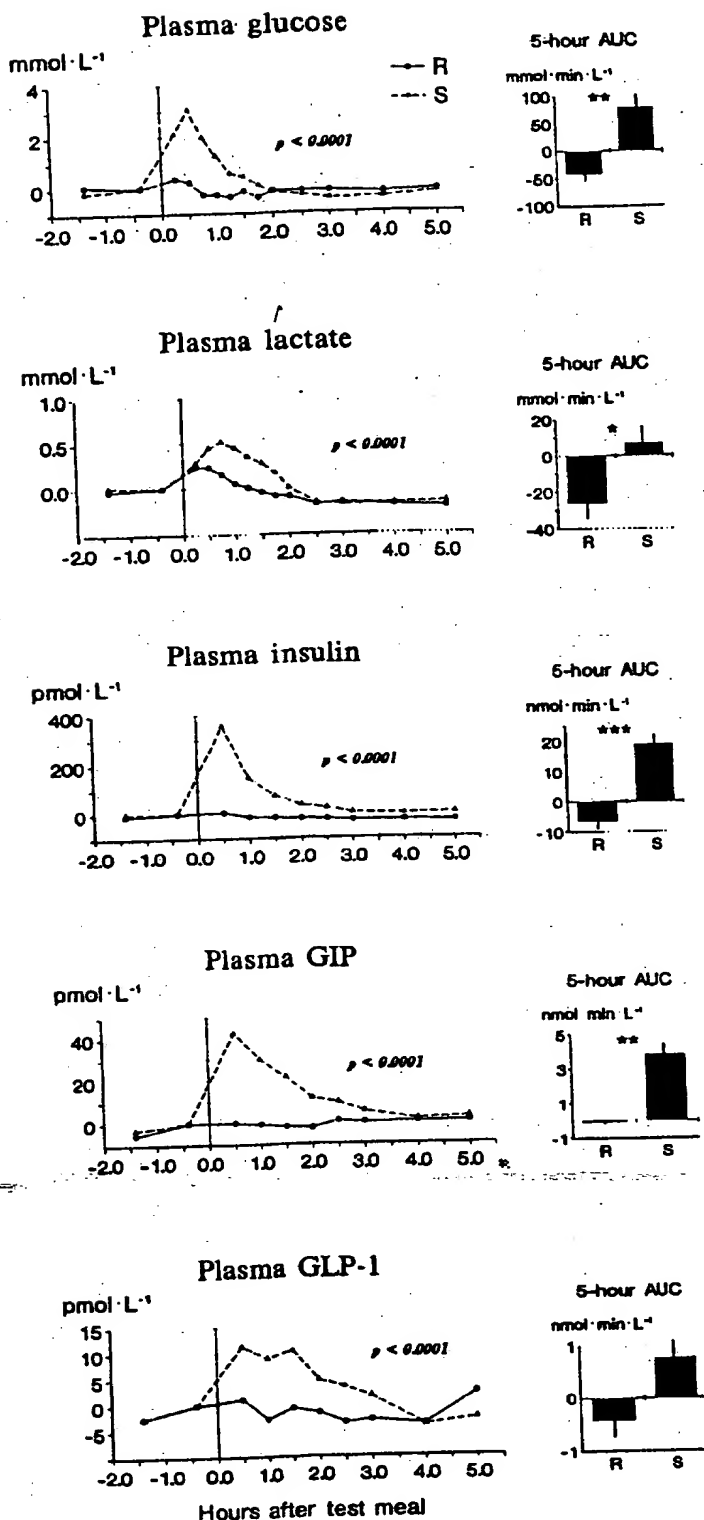 Plasma glucose
mmol·L⁻¹
R
S
4
2
0
p < 0.0001
-2.0 -1.0 0.0 1.0 2.0 3.0 4.0 5.0
5-hour AUC
mmol·min·L⁻¹
100
50
0
-50
-100
**
R S
Plasma lactate
mmol·L⁻¹
1.0
0.5
0.0
p < 0.0001
-2.0 -1.0 0.0 1.0 2.0 3.0 4.0 5.0
5-hour AUC
mmol·min·L⁻¹
20
0
-20
-40
*
R S
Plasma insulin
pmol·L⁻¹
400
200
0
p < 0.0001
-2.0 -1.0 0.0 1.0 2.0 3.0 4.0 5.0
5-hour AUC
nmol·min·L⁻¹
20
10
0
-10
***
R S
Plasma GIP
pmol·L⁻¹
40
20
0
p < 0.0001
-2.0 -1.0 0.0 1.0 2.0 3.0 4.0 5.0 *
5-hour AUC
nmol min L⁻¹
5
3
1
-1
**
R S
Plasma GLP-1
pmol·L⁻¹
15
10
5
0
-5
p < 0.0001
-2.0 -1.0 0.0 1.0 2.0 3.0 4.0 5.0
Hours after test meal
5-hour AUC
nmol·min·L⁻¹
1
0
-1
R S